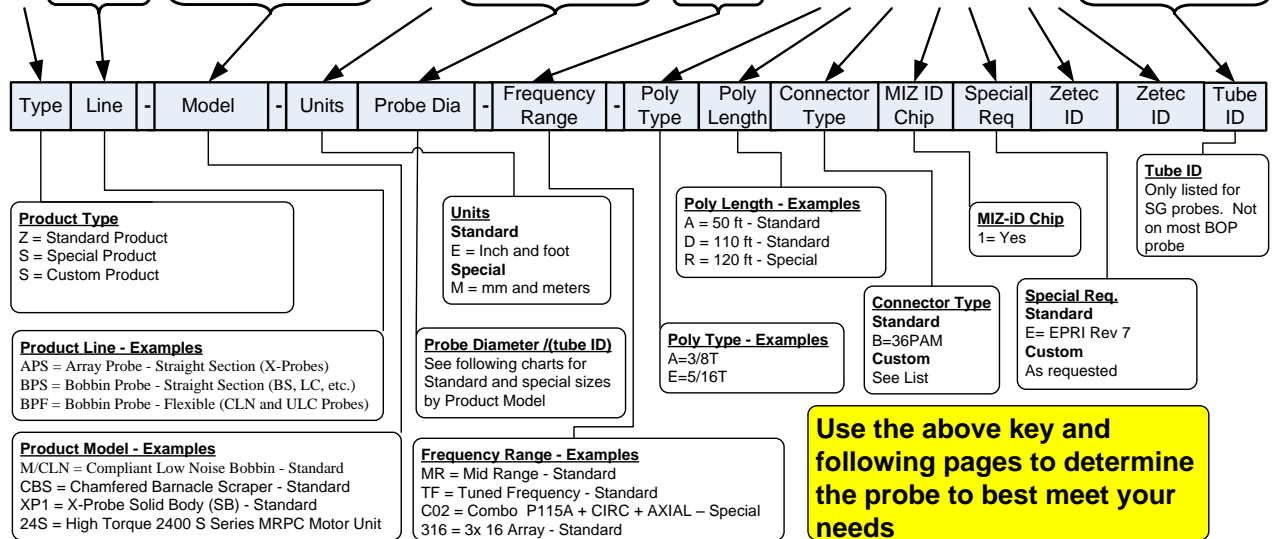 Type Line - Model - Units Probe Dia - Frequency Range - Poly Type Poly Length Connector Type MIZ ID Chip Special Req Zetec ID Zetec ID Tube ID
Product Type
Z = Standard Product
S = Special Product
S = Custom Product
Product Line - Examples
APS = Array Probe - Straight Section (X-Probes)
BPS = Bobbin Probe - Straight Section (BS, LC, etc.)
BPF = Bobbin Probe - Flexible (CLN and ULC Probes)
Product Model - Examples
M/CLN = Compliant Low Noise Bobbin - Standard
CBS = Chamfered Barnacle Scraper - Standard
XP1 = X-Probe Solid Body (SB) - Standard
24S = High Torque 2400 S Series MRPC Motor Unit
Units
Standard
E = Inch and foot
Special
M = mm and meters
Probe Diameter /(tube ID)
See following charts for
Standard and special sizes
by Product Model
Frequency Range - Examples
MR = Mid Range - Standard
TF = Tuned Frequency - Standard
C02 = Combo P115A + CIRC + AXIAL – Special
316 = 3x 16 Array - Standard
Poly Length - Examples
A = 50 ft - Standard
D = 110 ft - Standard
R = 120 ft - Special
Poly Type - Examples
A=3/8T
E=5/16T
Connector Type
Standard
B=36PAM
Custom
See List
MIZ-iD Chip
1= Yes
Special Req.
Standard
E= EPRI Rev 7
Custom
As requested
Tube ID
Only listed for
SG probes. Not
on most BOP
probe
Use the above key and
following pages to determine
the probe to best meet your
needs